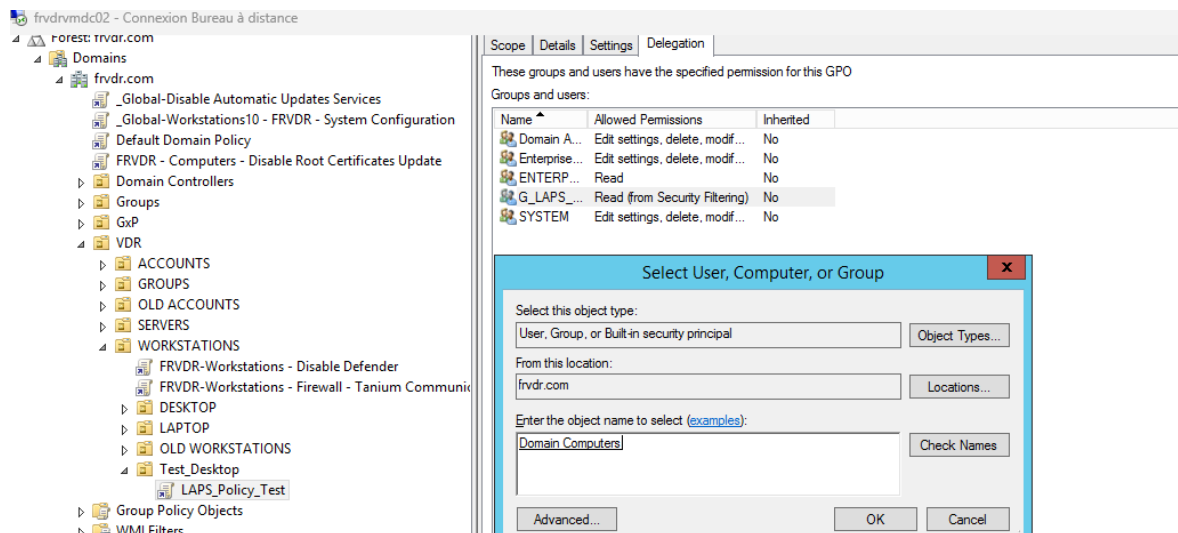 frvdrvmdc02 - Connexion Bureau à distance
Forest: frvdr.com
Domains
frvdr.com
_Global-Disable Automatic Updates Services
_Global-Workstations10 - FRVDR - System Configuration
Default Domain Policy
FRVDR - Computers - Disable Root Certificates Update
Domain Controllers
Groups
GxP
VDR
ACCOUNTS
GROUPS
OLD ACCOUNTS
SERVERS
WORKSTATIONS
FRVDR-Workstations - Disable Defender
FRVDR-Workstations - Firewall - Tanium Communic
DESKTOP
LAPTOP
OLD WORKSTATIONS
Test_Desktop
LAPS_Policy_Test
Group Policy Objects
WMI Filters
Scope Details Settings Delegation
These groups and users have the specified permission for this GPO
Groups and users:
Name Allowed Permissions Inherited
Domain A... Edit settings, delete, modif... No
Enterprise... Edit settings, delete, modif... No
ENTERP... Read No
G_LAPS_... Read (from Security Filtering) No
SYSTEM Edit settings, delete, modif... No
Select User, Computer, or Group
x
Select this object type:
User, Group, or Built-in security principal Object Types...
From this location:
frvdr.com Locations...
Enter the object name to select (examples):
Domain Computers Check Names
Advanced... OK Cancel